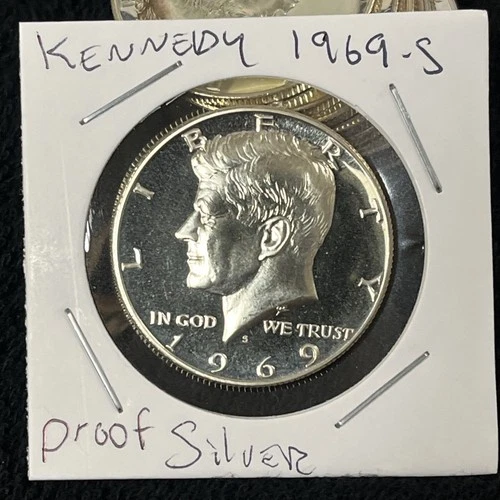 KENNEDY 1969-S
LIBERTY
IN GOD WE TRUST
S
1969
Proof Silver